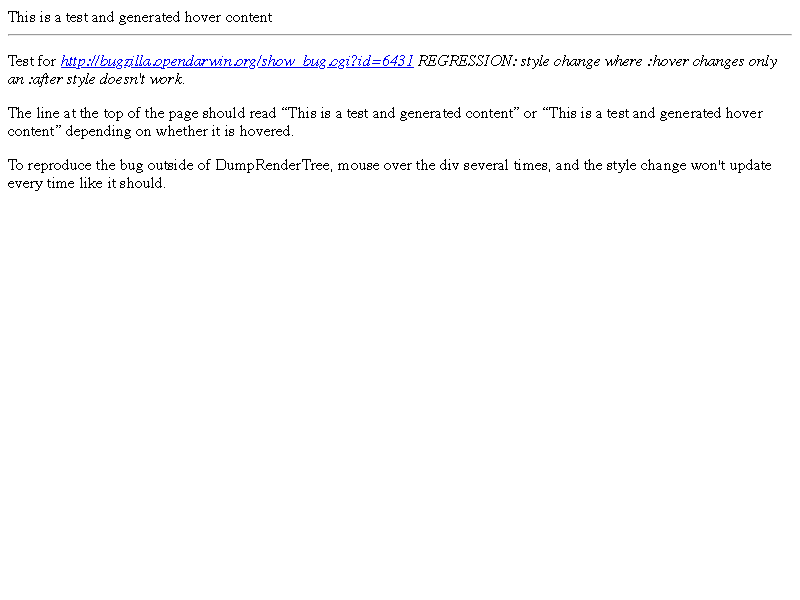 This is a test and generated hover content
Test for http://bugzilla.opendarwin.org/show_bug.cgi?id=6431 REGRESSION: style change where :hover changes only
an :after style doesn't work.
The line at the top of the page should read “This is a test and generated content” or “This is a test and generated hover
content” depending on whether it is hovered.
To reproduce the bug outside of DumpRenderTree, mouse over the div several times, and the style change won't update
every time like it should.